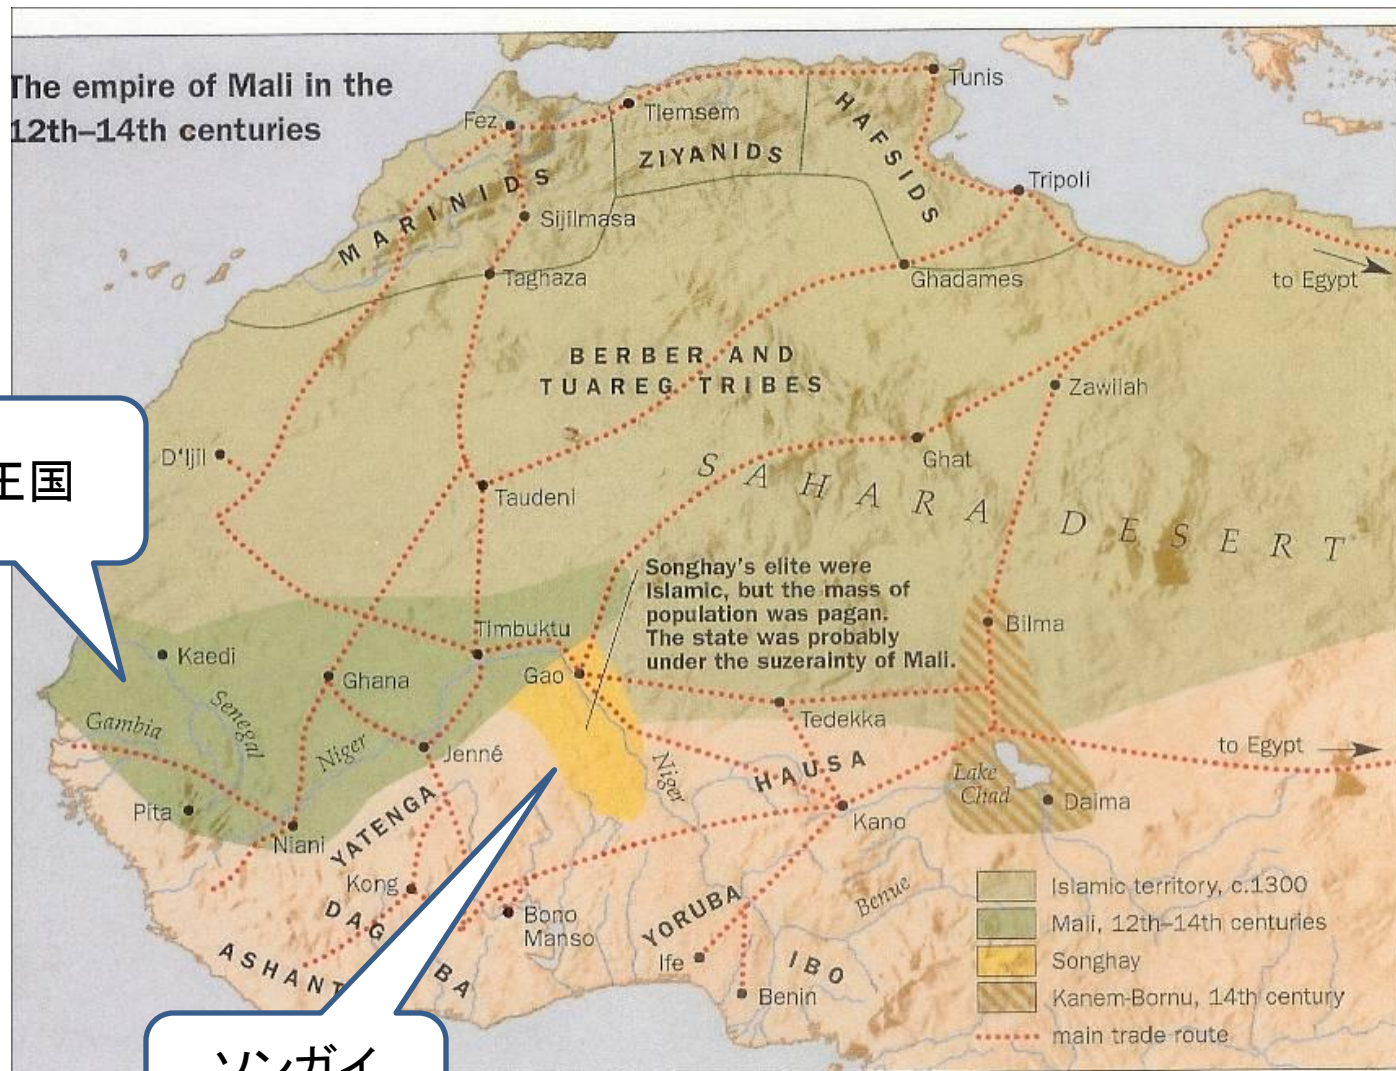 The empire of Mali in the
12th–14th centuries
Tunis
Tlemsem
Fez
HAFSIDS
ZIYANIDS
Tripoli
MARINIDS
Sijilmasa
Taghaza
Ghadames
to Egypt
BERBER AND
TUAREG TRIBES
Zawilah
D'Ijil
Ghat
王国
SAHARA DESERT
Taudeni
Songhay's elite were
Islamic, but the mass of
population was pagan.
The state was probably
under the suzerainty of Mali.
Bilma
Timbuktu
Kaedi
Gao
Ghana
Senegal
Gambia
Tedekka
Niger
Jenné
Niger
to Egypt
HAUSA
Lake
Chad
Daima
Pita
Niani
YATENGA
Kano
Kong
Benue
Bono
Manso
YORUBA
Ife
IBO
Benin
DAG BA
ASHANT
Islamic territory, c.1300
Mali, 12th–14th centuries
Songhay
Kanem-Bornu, 14th century
main trade route
ソンガイ